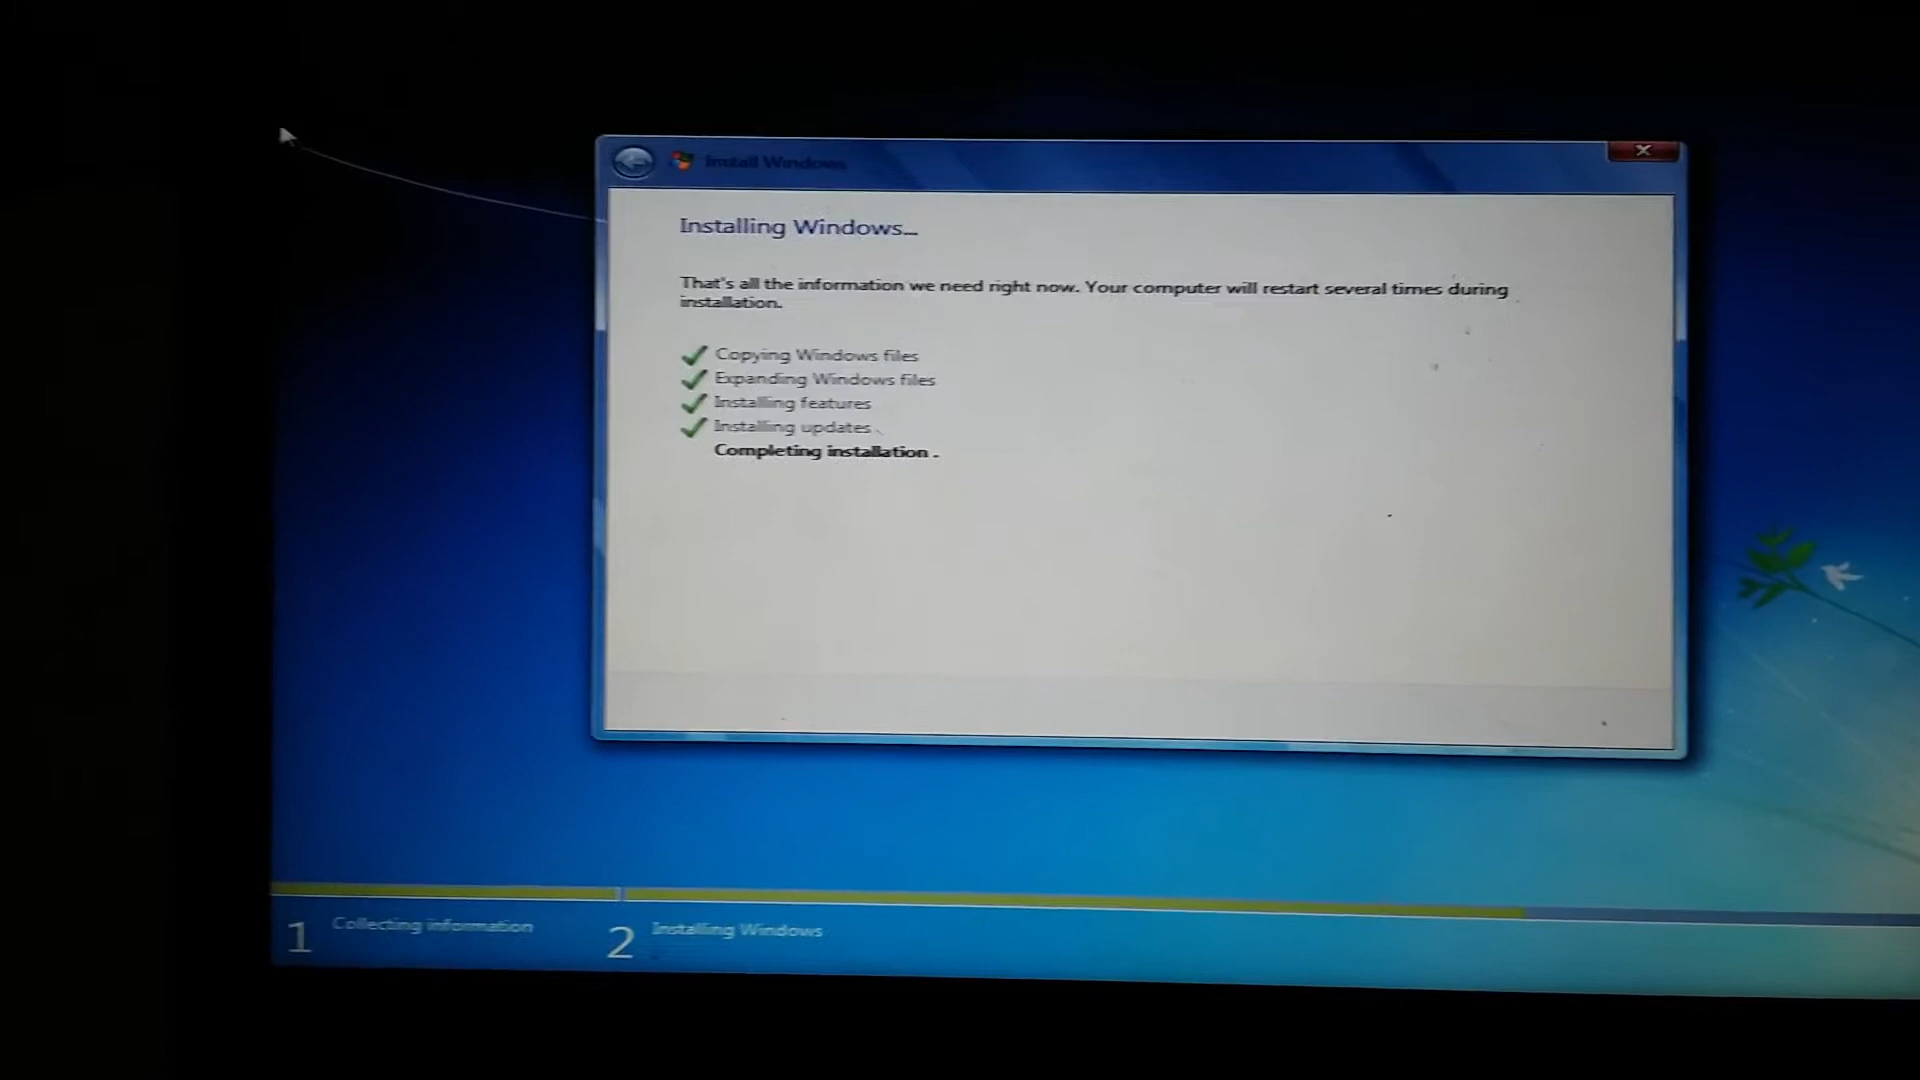 Install Windows
Installing Windows...
That's all the information we need right now. Your computer will restart several times during
installation.
Copying Windows files
Expanding Windows files
Installing features
Installing updates
Completing installation .
1 Collecting information
2 Installing Windows